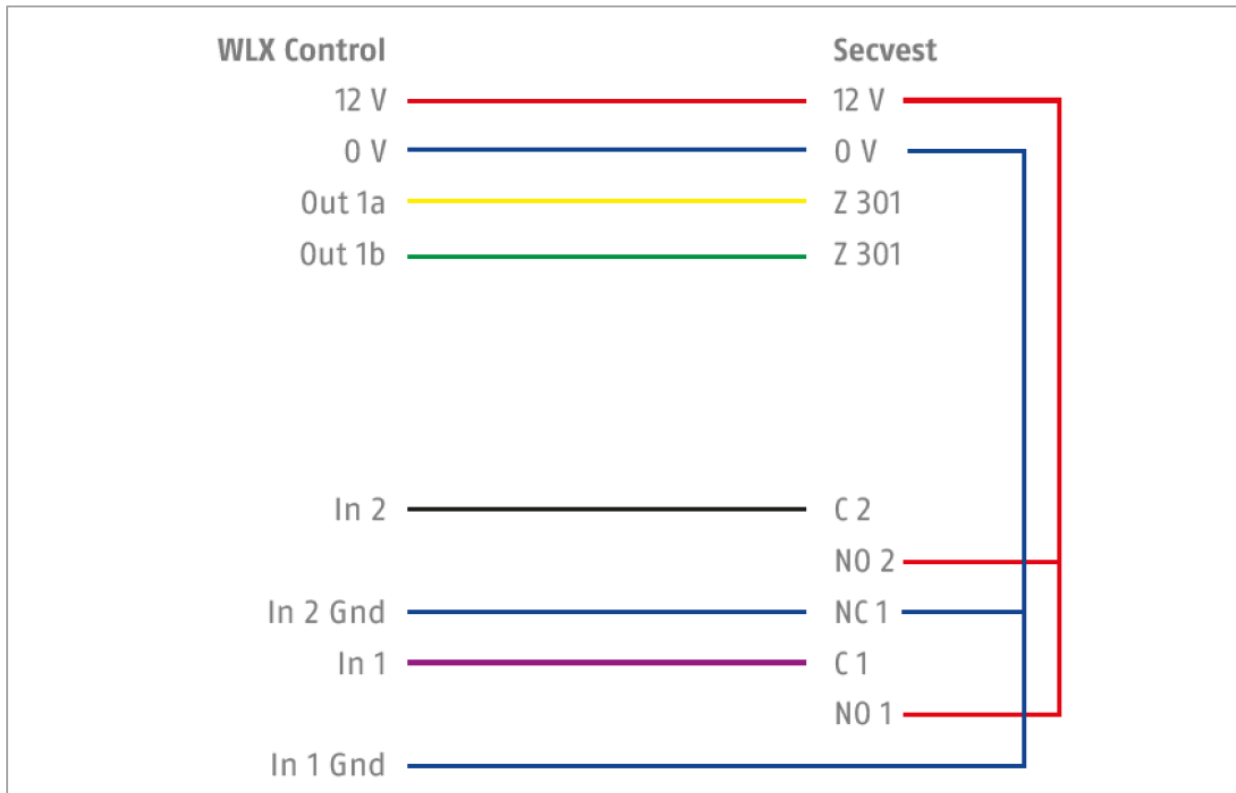 WLX Control Secvest
12 V 12 V
0 V 0 V
Out 1a Z 301
Out 1b Z 301
In 2 C 2
NO 2
In 2 Gnd NC 1
In 1 C 1
NO 1
In 1 Gnd